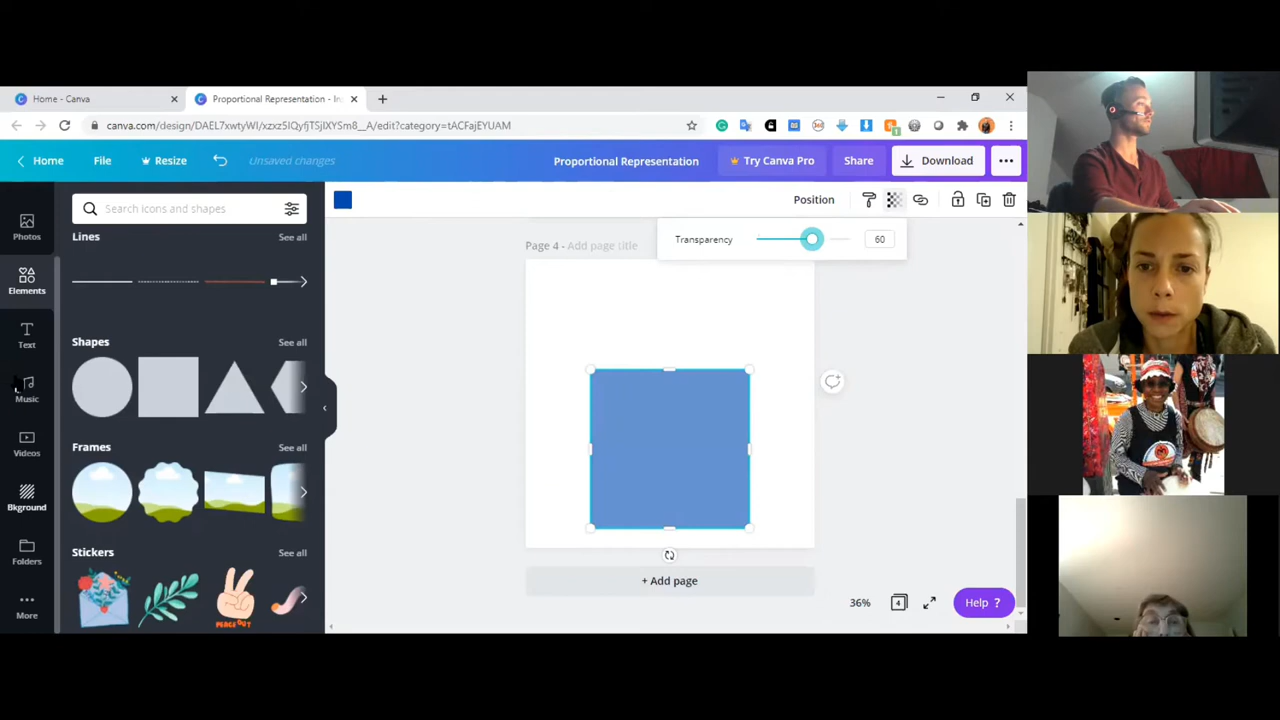 Home - Canva
Proportional Representation - In
canva.com/design/DAEL7xwtyWI/xzxz5IQyfjTSjIXYSm8__A/edit?category=tACFajEYUAM
Home File Resize Unsaved changes Proportional Representation Try Canva Pro Share Download
Search icons and shapes
Position
Photos
Elements
Text
Music
Videos
Bkground
Folders
More
Lines See all
Shapes See all
Frames See all
Stickers See all
PEACE OUT
Transparency 60
Page 4 - Add page title
+ Add page
36% 4 Help ?